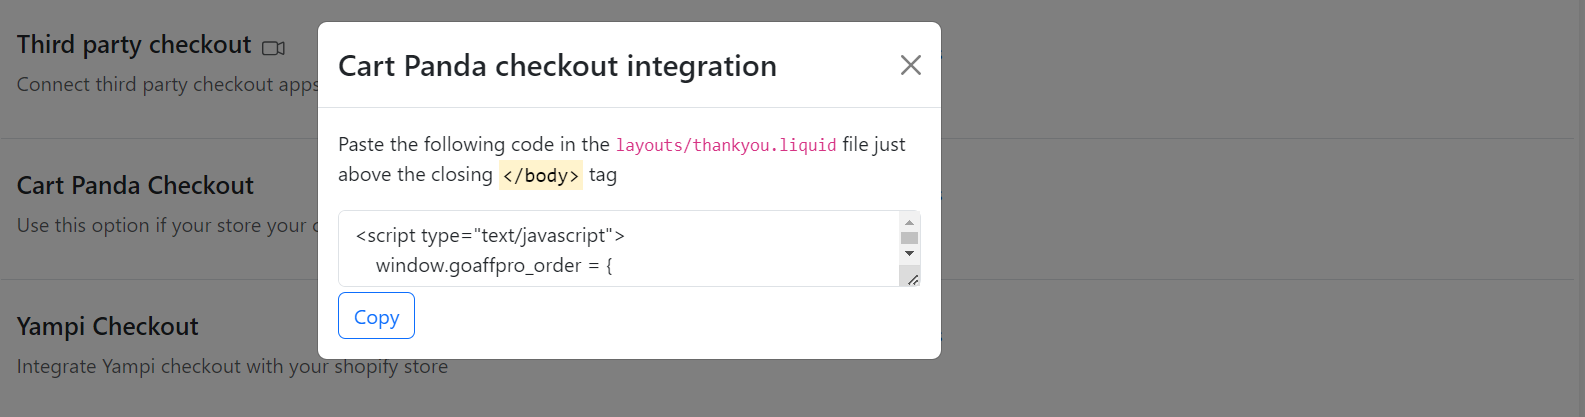 Third party checkout
Connect third party checkout apps
Cart Panda Checkout
Use this option if your store your
Yampi Checkout
Integrate Yampi checkout with your shopify store
Cart Panda checkout integration
Paste the following code in the layouts/thankyou.liquid file just
above the closing </body> tag
<script type="text/javascript">
window.goaffpro_order = {
Copy